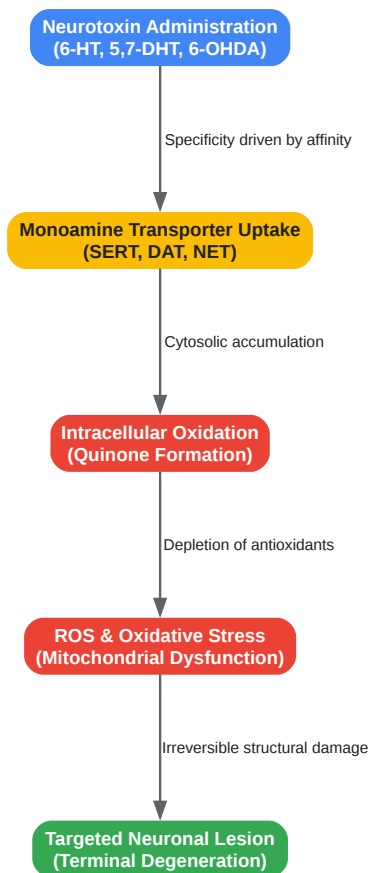 Neurotoxin Administration
(6-HT, 5,7-DHT, 6-OHDA)
Specificity driven by affinity
Monoamine Transporter Uptake
(SERT, DAT, NET)
Cytosolic accumulation
Intracellular Oxidation
(Quinone Formation)
Depletion of antioxidants
ROS & Oxidative Stress
(Mitochondrial Dysfunction)
Irreversible structural damage
Targeted Neuronal Lesion
(Terminal Degeneration)